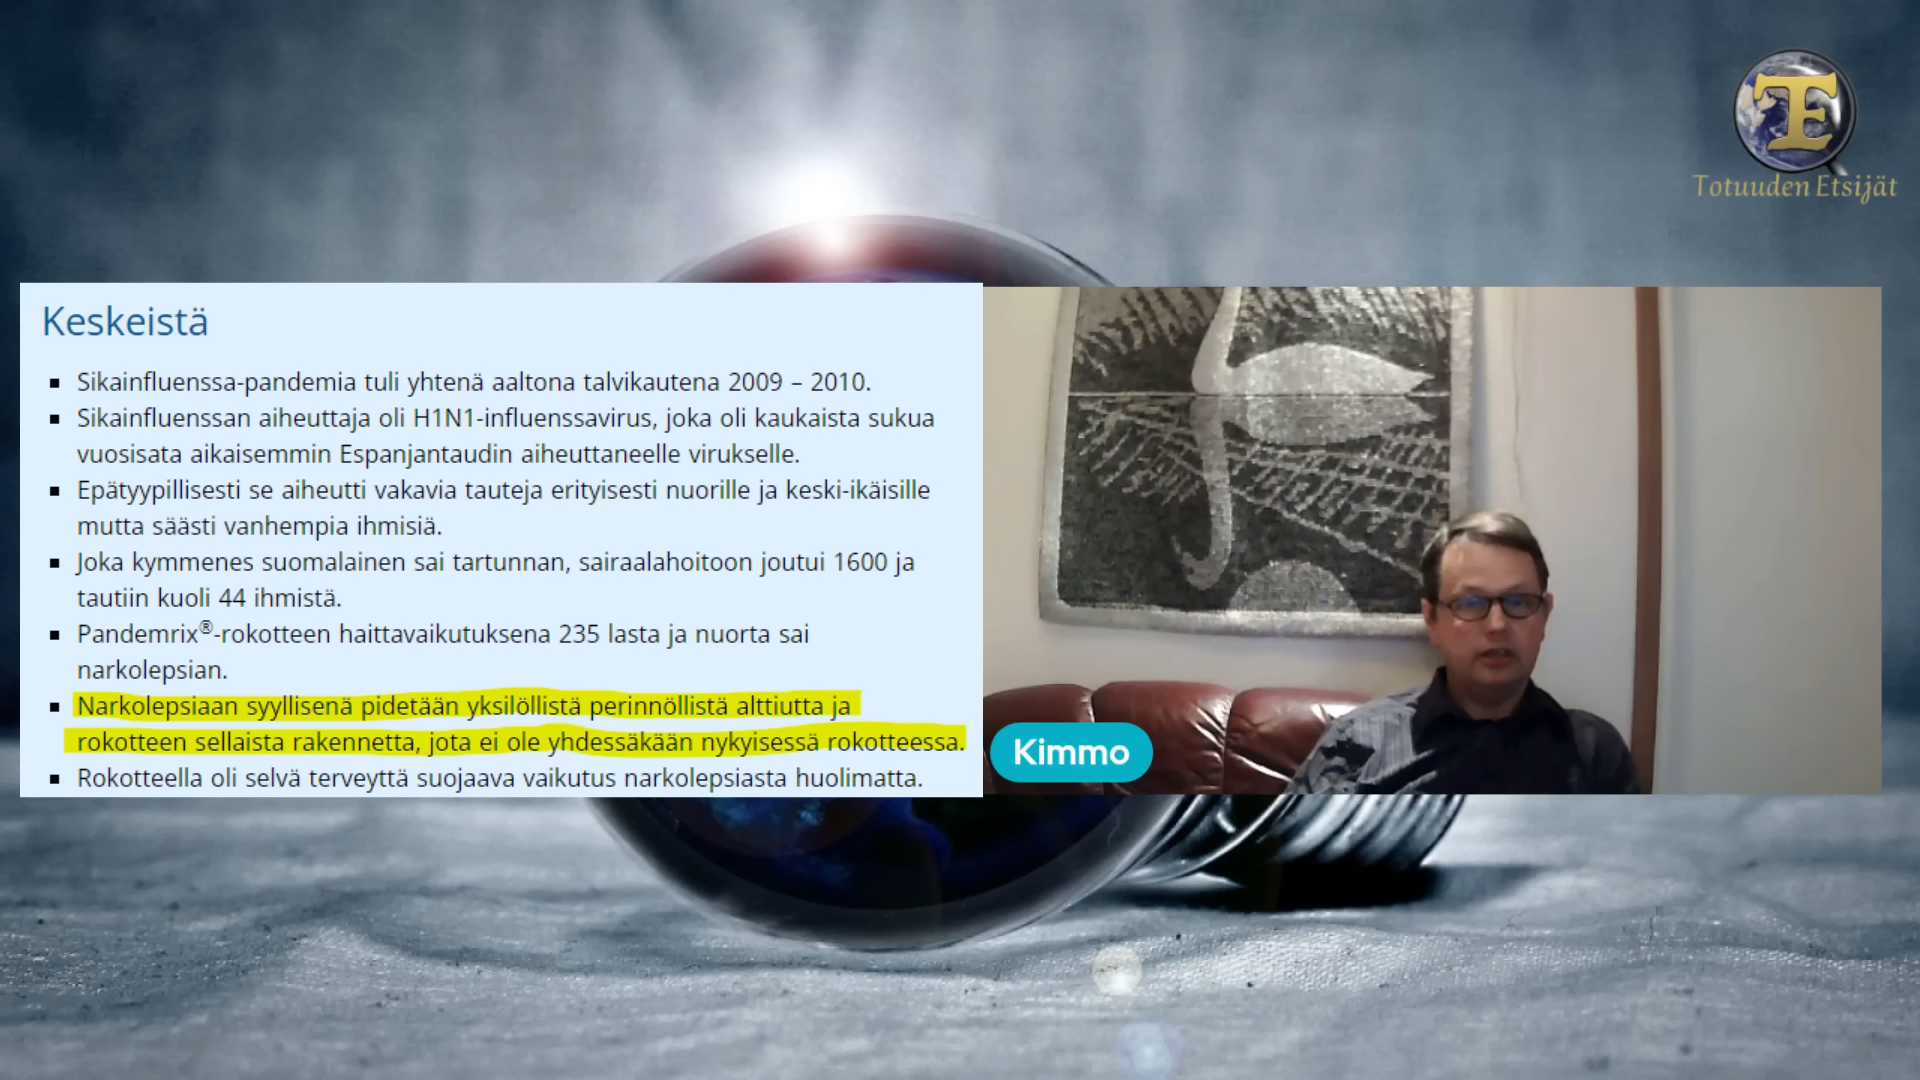 TE
Totuuden Etsijät
Keskeistä
Sikainfluenssa-pandemia tuli yhtenä aaltona talvikautena 2009 – 2010.
Sikainfluenssan aiheuttaja oli H1N1-influenssavirus, joka oli kaukaista sukua
vuosisata aikaisemmin Espanjantaudin aiheuttaneelle virukselle.
Epätyypillisesti se aiheutti vakavia tauteja erityisesti nuorille ja keski-ikäisille
mutta säästi vanhempia ihmisiä.
Joka kymmenes suomalainen sai tartunnan, sairaalahoitoon joutui 1600 ja
tautiin kuoli 44 ihmistä.
Pandemrix®-rokotteen haittavaikutuksena 235 lasta ja nuorta sai
narkolepsian.
Narkolepsiaan syyllisenä pidetään yksilöllistä perinnöllistä alttiutta ja
rokotteen sellaista rakennetta, jota ei ole yhdessäkään nykyisessä rokotteessa.
Rokotteella oli selvä terveyttä suojaava vaikutus narkolepsiasta huolimatta.
Kimmo